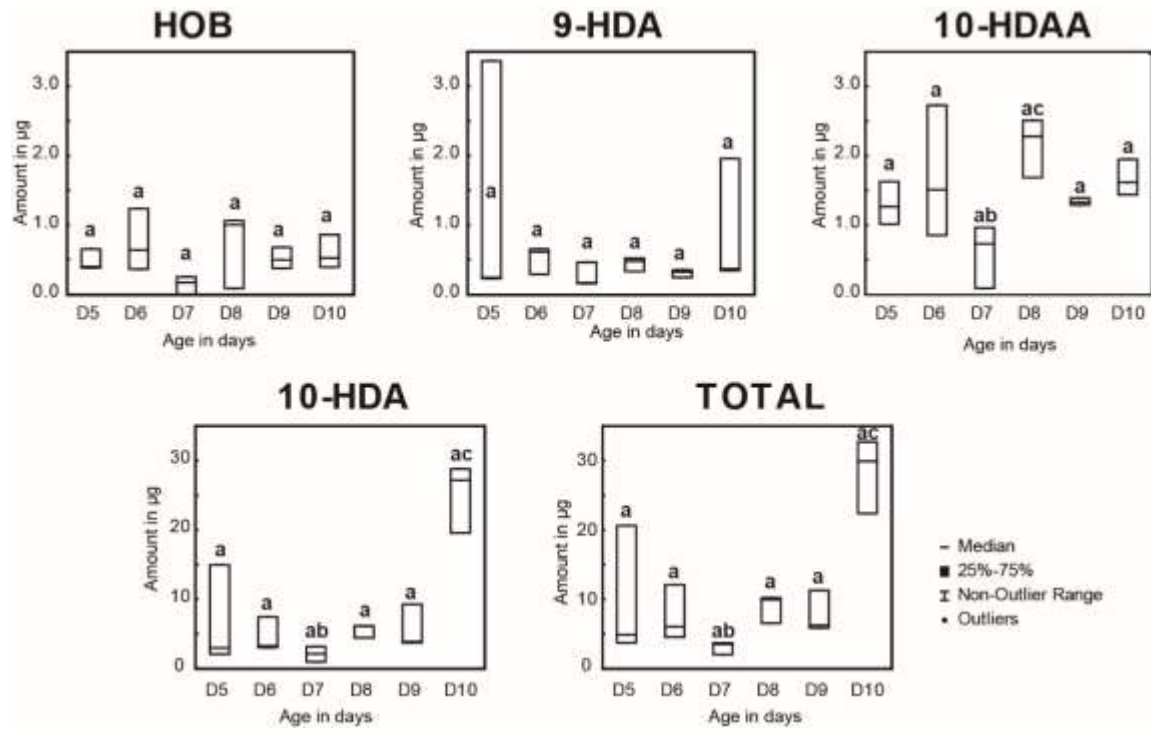 HOB 9-HDA 10-HDAA
Amount in µg
3.0
2.0
1.0
0.0
a a a a a a
D5 D6 D7 D8 D9 D10
Age in days
Amount in µg
3.0
2.0
1.0
0.0
a a a a a a
D5 D6 D7 D8 D9 D10
Age in days
Amount in µg
3.0
2.0
1.0
0.0
a a ab ac a a
D5 D6 D7 D8 D9 D10
Age in days
10-HDA TOTAL
Amount in µg
30
20
10
0
a a ab a a ac
D5 D6 D7 D8 D9 D10
Age in days
Amount in µg
30
20
10
0
a a ab a a ac
D5 D6 D7 D8 D9 D10
Age in days
Median
25%-75%
Non-Outlier Range
Outliers